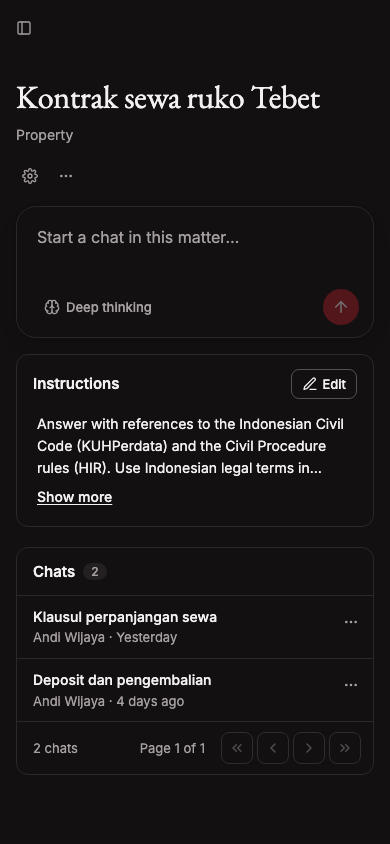 Kontrak sewa ruko Tebet
Property
Start a chat in this matter...
Deep thinking
Instructions
Edit
Answer with references to the Indonesian Civil
Code (KUHPerdata) and the Civil Procedure
rules (HIR). Use Indonesian legal terms in...
Show more
Chats 2
Klausul perpanjangan sewa
Andi Wijaya · Yesterday
Deposit dan pengembalian
Andi Wijaya · 4 days ago
2 chats Page 1 of 1